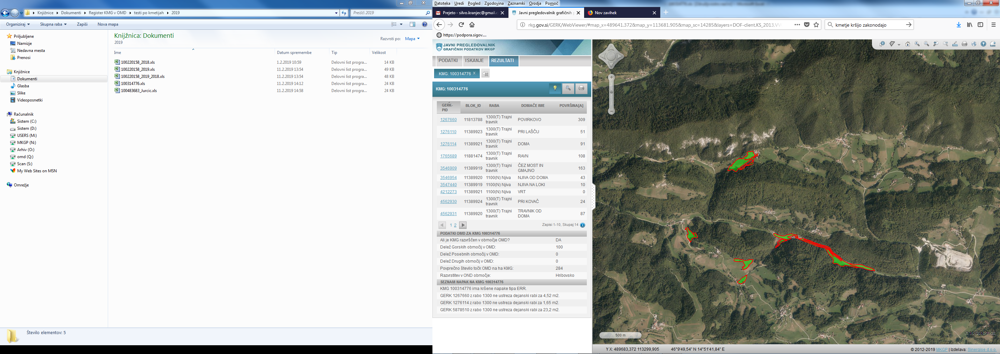 Knjižnice ▸ Dokumenti ▸ Register KMG v OMD ▸ testi po kmetijah ▸ 2019
Preišči 2019
Organiziraj ▾ Skupna raba ▾ Zapiši Nova mapa
Priljubljene
Namizje
Nedavna mesta
Prenosi
Knjižnice
Dokumenti
Glasba
Slike
Videoposnetki
Računalnik
Sistem (C:)
Sistem (D:)
USERS (M:)
MKGP (N:)
Arhiv (O:)
omd (Q:)
Scan (S:)
My Web Sites on MSN
Omrežje
Knjižnica: Dokumenti
2019
Razvrsti po: Mapa ▾
Ime Datum spremembe Tip Velikost
100220158_2018.xls 1.2.2019 10:59 Delovni list progra... 14 KB
100220158_2019.xls 11.2.2019 13:54 Delovni list progra... 49 KB
100220158_2019_2018.xls 11.2.2019 13:54 Delovni list progra... 48 KB
100314776.xls 11.2.2019 14:12 Delovni list progra... 24 KB
100483683_Jurcic.xls 11.2.2019 14:58 Delovni list progra... 24 KB
Število elementov: 5
Datoteka Uredi Pogled Zgodovina Zaznamki Orodja Pomoč
Prejeto - silvo.kranjec@gmail.c
Javni pregledovalnik grafičnih p
Nov zavihek
rkg.gov.si/GERK/WebViewer/#map_x=489641.372&map_y=113681.905&map_sc=14285&layers=DOF-client,KS_2013,VV
kmetje kršijo zakonodajo
https://podpora.sigov....
JAVNI PREGLEDOVALNIK
GRAFIČNIH PODATKOV MKGP
PODATKI ISKANJE REZULTATI
KMG: 100314776 x
KMG: 100314776
GERK-PID BLOK_ID RABA DOMAČE IME POVRŠINA[A]
1267660 11813788 1300(T) Trajni travnik POVIRKOVO 309
1276110 11389923 1300(T) Trajni travnik PRI LAŠČU 51
1276114 11389921 1300(T) Trajni travnik DOMA 91
1765689 11881474 1300(T) Trajni travnik RAVN 108
3546909 11389919 1300(T) Trajni travnik ČEZ MOST IN GMAJNO 163
3546954 11389920 1100(N) Njiva NJIVA OD DOMA 43
3547440 11389919 1100(N) Njiva NJIVA NA LOKI 10
4212273 11389921 1100(N) Njiva VRT 0
4562930 11389924 1300(T) Trajni travnik PRI KOVAČ 24
4562931 11389920 1300(T) Trajni travnik TRAVNIK OD DOMA 87
1 2
Zapisi 1-10, Skupaj:14
PODATKI OMD ZA KMG 100314776
Ali je KMG razvrščen v območje OMD? DA
Delež Gorskih območij v OMD: 100
Delež Posebnih območij v OMD: 0
Delež Drugih območij v OMD: 0
Povprečno število točk OMD na ha KMG: 284
Razvrstitev v OND območje: Hribovsko
SEZNAM NAPAK NA KMG 100314776
KMG 100314776 ima kršene napake tipa ERR.
GERK 1267660 z rabo 1300 ne ustreza dejanski rabi za 4,52 m2.
GERK 1276114 z rabo 1300 ne ustreza dejanski rabi za 1,65 m2.
GERK 5878510 z rabo 1300 ne ustreza dejanski rabi za 23,2 m2.
500 m
Y X: 489683,372 113299,905 46°9'49,54" N 14°51'41,84" E
© 2012-2019 MKGP | Izdelava: Sinergise d.o.o.